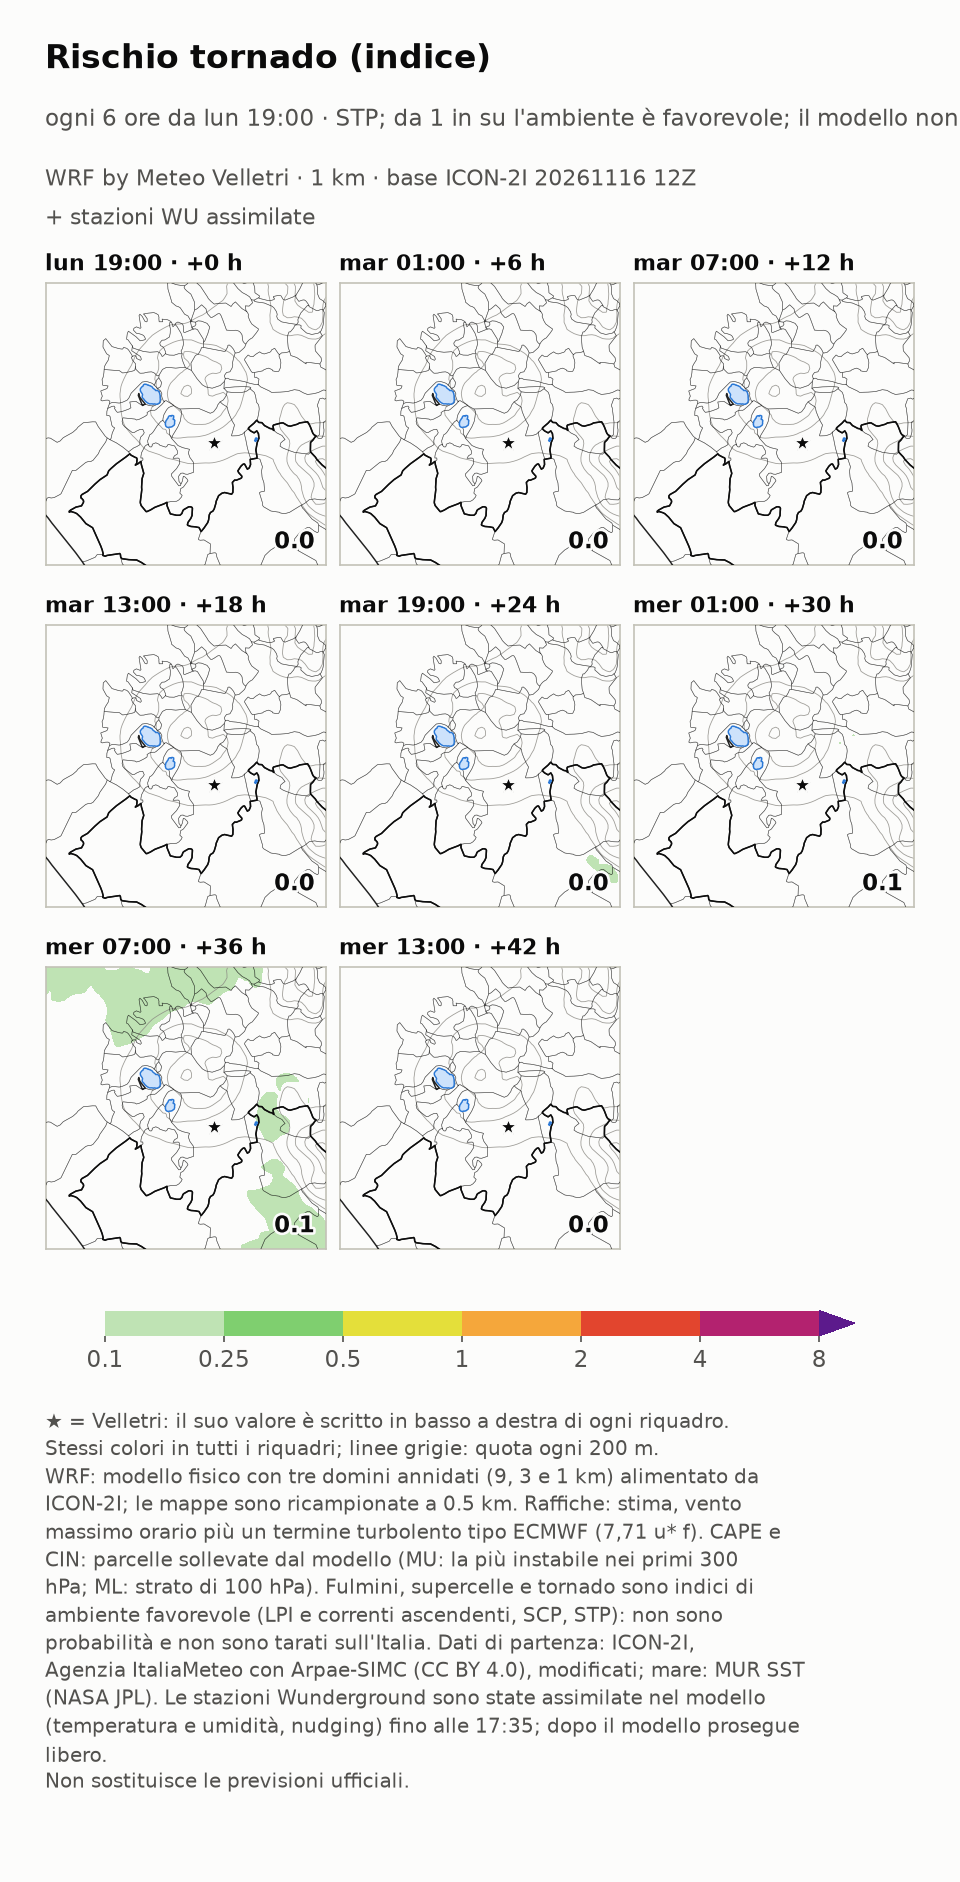 Rischio tornado (indice)
ogni 6 ore da lun 19:00 · STP; da 1 in su l'ambiente è favorevole; il modello non
WRF by Meteo Velletri · 1 km · base ICON-2I 20261116 12Z
+ stazioni WU assimilate
lun 19:00 · +0 h
mar 01:00 · +6 h
mar 07:00 · +12 h
0.0
0.0
0.0
mar 13:00 · +18 h
mar 19:00 · +24 h
mer 01:00 · +30 h
0.0
0.0
0.1
mer 07:00 · +36 h
mer 13:00 · +42 h
0.1
0.0
0.1
0.25
0.5
1
2
4
8
★ = Velletri: il suo valore è scritto in basso a destra di ogni riquadro.
Stessi colori in tutti i riquadri; linee grigie: quota ogni 200 m.
WRF: modello fisico con tre domini annidati (9, 3 e 1 km) alimentato da
ICON-2I; le mappe sono ricampionate a 0.5 km. Raffiche: stima, vento
massimo orario più un termine turbolento tipo ECMWF (7,71 u* f). CAPE e
CIN: parcelle sollevate dal modello (MU: la più instabile nei primi 300
hPa; ML: strato di 100 hPa). Fulmini, supercelle e tornado sono indici di
ambiente favorevole (LPI e correnti ascendenti, SCP, STP): non sono
probabilità e non sono tarati sull'Italia. Dati di partenza: ICON-2I,
Agenzia ItaliaMeteo con Arpae-SIMC (CC BY 4.0), modificati; mare: MUR SST
(NASA JPL). Le stazioni Wunderground sono state assimilate nel modello
(temperatura e umidità, nudging) fino alle 17:35; dopo il modello prosegue
libero.
Non sostituisce le previsioni ufficiali.